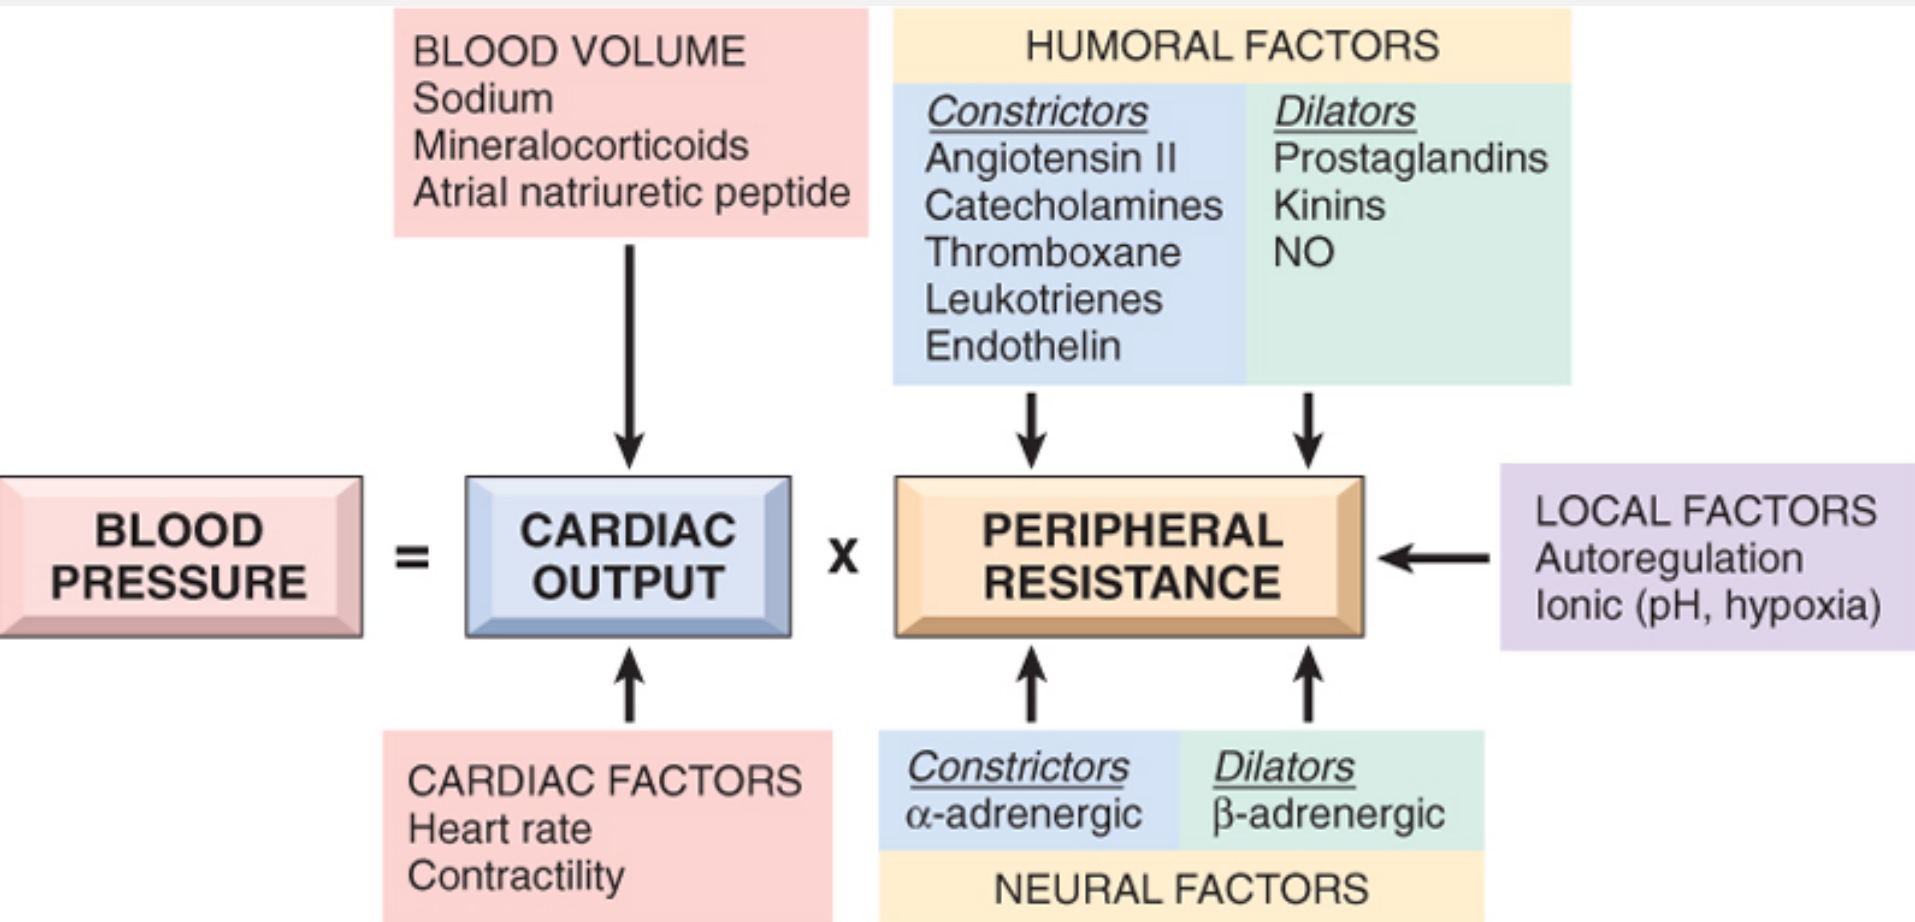 BLOOD VOLUME
Sodium
Mineralocorticoids
Atrial natriuretic peptide
HUMORAL FACTORS
Constrictors
Angiotensin II
Catecholamines
Thromboxane
Leukotrienes
Endothelin
Dilators
Prostaglandins
Kinins
NO
BLOOD
PRESSURE
=
CARDIAC
OUTPUT
x
PERIPHERAL
RESISTANCE
LOCAL FACTORS
Autoregulation
Ionic (pH, hypoxia)
CARDIAC FACTORS
Heart rate
Contractility
Constrictors
α-adrenergic
Dilators
β-adrenergic
NEURAL FACTORS